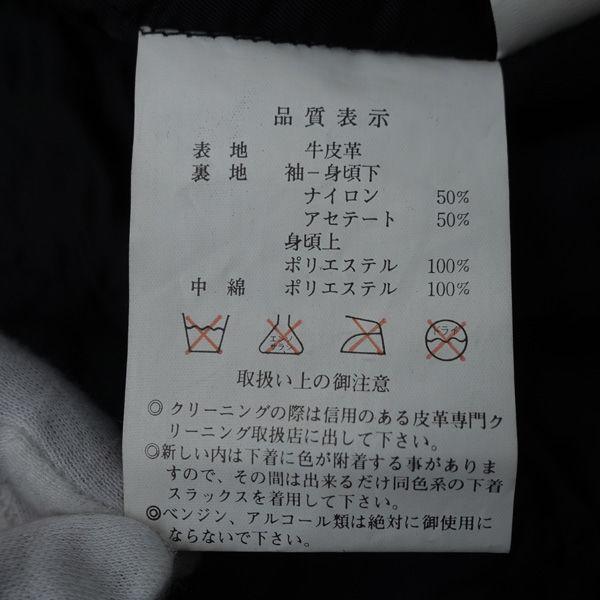 品質表示
表 地 牛皮革
裏 地 袖－身頃下
ナイロン 50%
アセテート 50%
身頃上
ポリエステル 100%
中 綿 ポリエステル 100%
エンソ サラシ ドライ
取扱い上の御注意
◎クリーニングの際は信用のある皮革専門ク
リーニング取扱店に出して下さい。
◎新しい内は下着に色が附着する事がありま
すので、その間は出来るだけ同色系の下着
スラックスを着用して下さい。
◎ベンジン、アルコール類は絶対に御使用に
ならないで下さい。